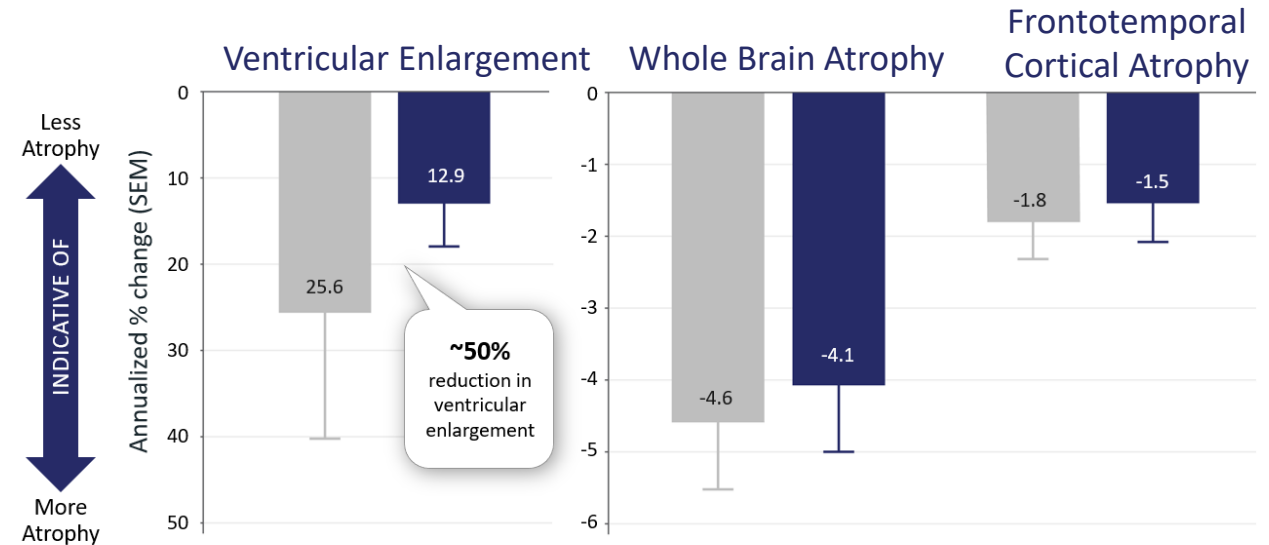 Ventricular Enlargement
Whole Brain Atrophy
Frontotemporal
Cortical Atrophy
Less
Atrophy
INDICATIVE OF
More
Atrophy
Annualized % change (SEM)
0
10
20
30
40
50
25.6
12.9
~50%
reduction in
ventricular
enlargement
0
-1
-2
-3
-4
-5
-6
-4.6
-4.1
-1.8
-1.5